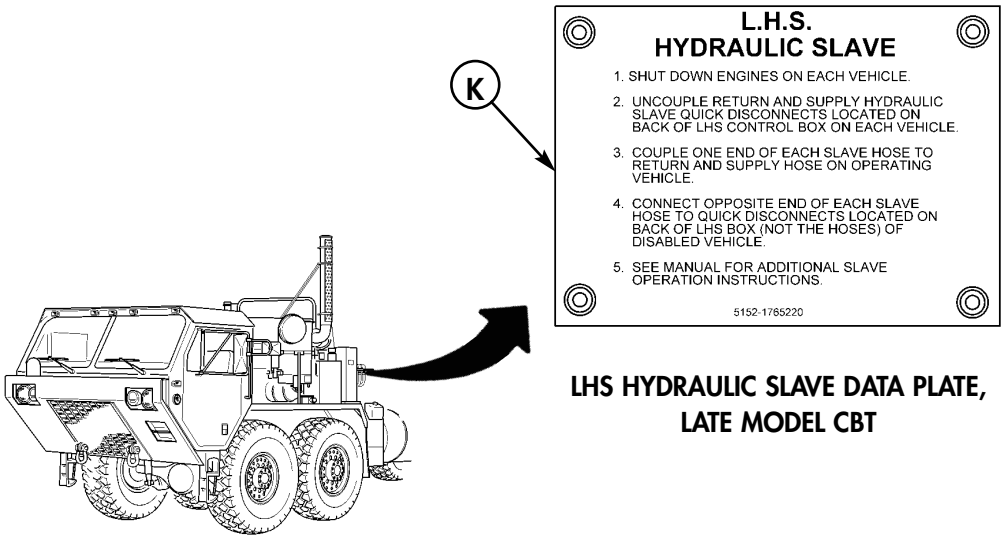 L.H.S.
HYDRAULIC SLAVE
1. SHUT DOWN ENGINES ON EACH VEHICLE.
2. UNCOUPLE RETURN AND SUPPLY HYDRAULIC
SLAVE QUICK DISCONNECTS LOCATED ON
BACK OF LHS CONTROL BOX ON EACH VEHICLE.
3. COUPLE ONE END OF EACH SLAVE HOSE TO
RETURN AND SUPPLY HOSE ON OPERATING
VEHICLE.
4. CONNECT OPPOSITE END OF EACH SLAVE
HOSE TO QUICK DISCONNECTS LOCATED ON
BACK OF LHS BOX (NOT THE HOSES) OF
DISABLED VEHICLE.
5. SEE MANUAL FOR ADDITIONAL SLAVE
OPERATION INSTRUCTIONS.
5152-1765220
K
LHS HYDRAULIC SLAVE DATA PLATE,
LATE MODEL CBT